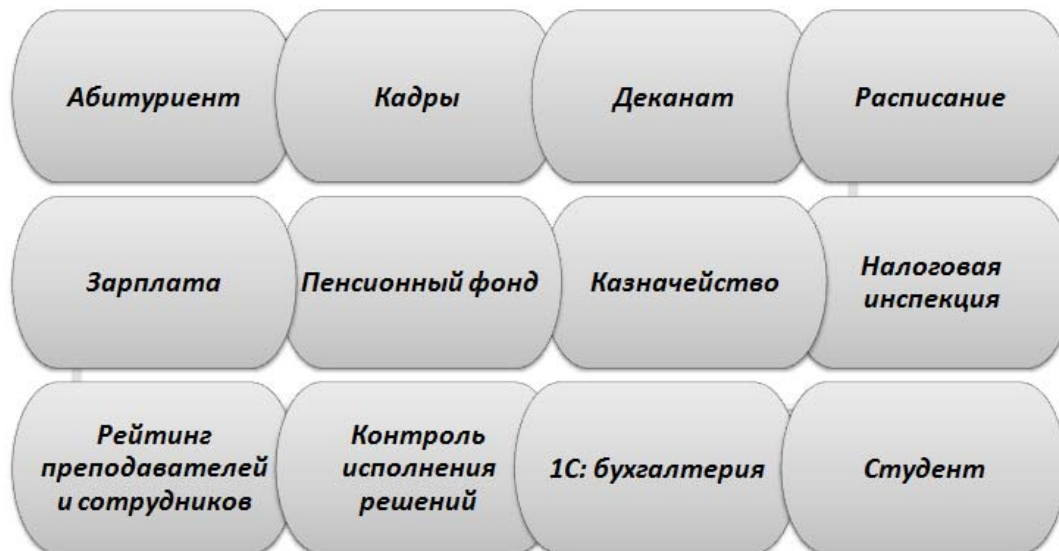 Абитуриент
Кадры
Деканат
Расписание
Зарплата
Пенсионный фонд
Казначейство
Налоговая
инспекция
Рейтинг
преподавателей
и сотрудников
Контроль
исполнения
решений
1С: бухгалтерия
Студент